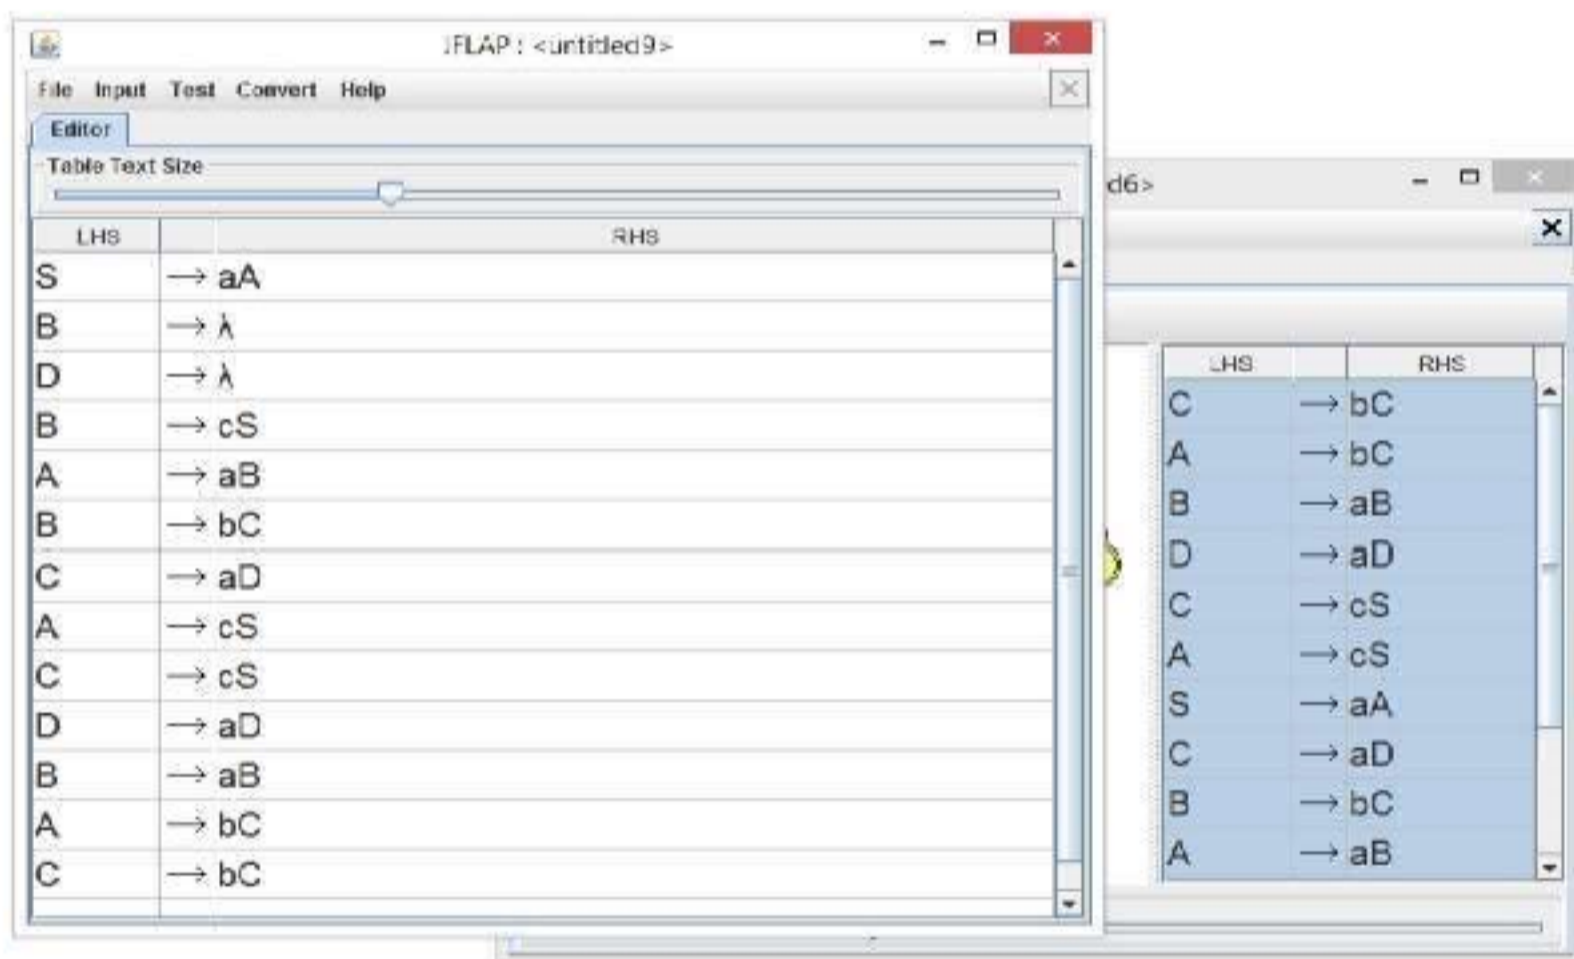 JFLAP : <untitled9>
File Input Test Convert Help
Editor
Table Text Size
LHS RHS
S → aA
B → λ
D → λ
B → cS
A → aB
B → bC
C → aD
A → cS
C → cS
D → aD
B → aB
A → bC
C → bC
d6>
LHS RHS
C → bC
A → bC
B → aB
D → aD
C → cS
A → cS
S → aA
C → aD
B → bC
A → aB